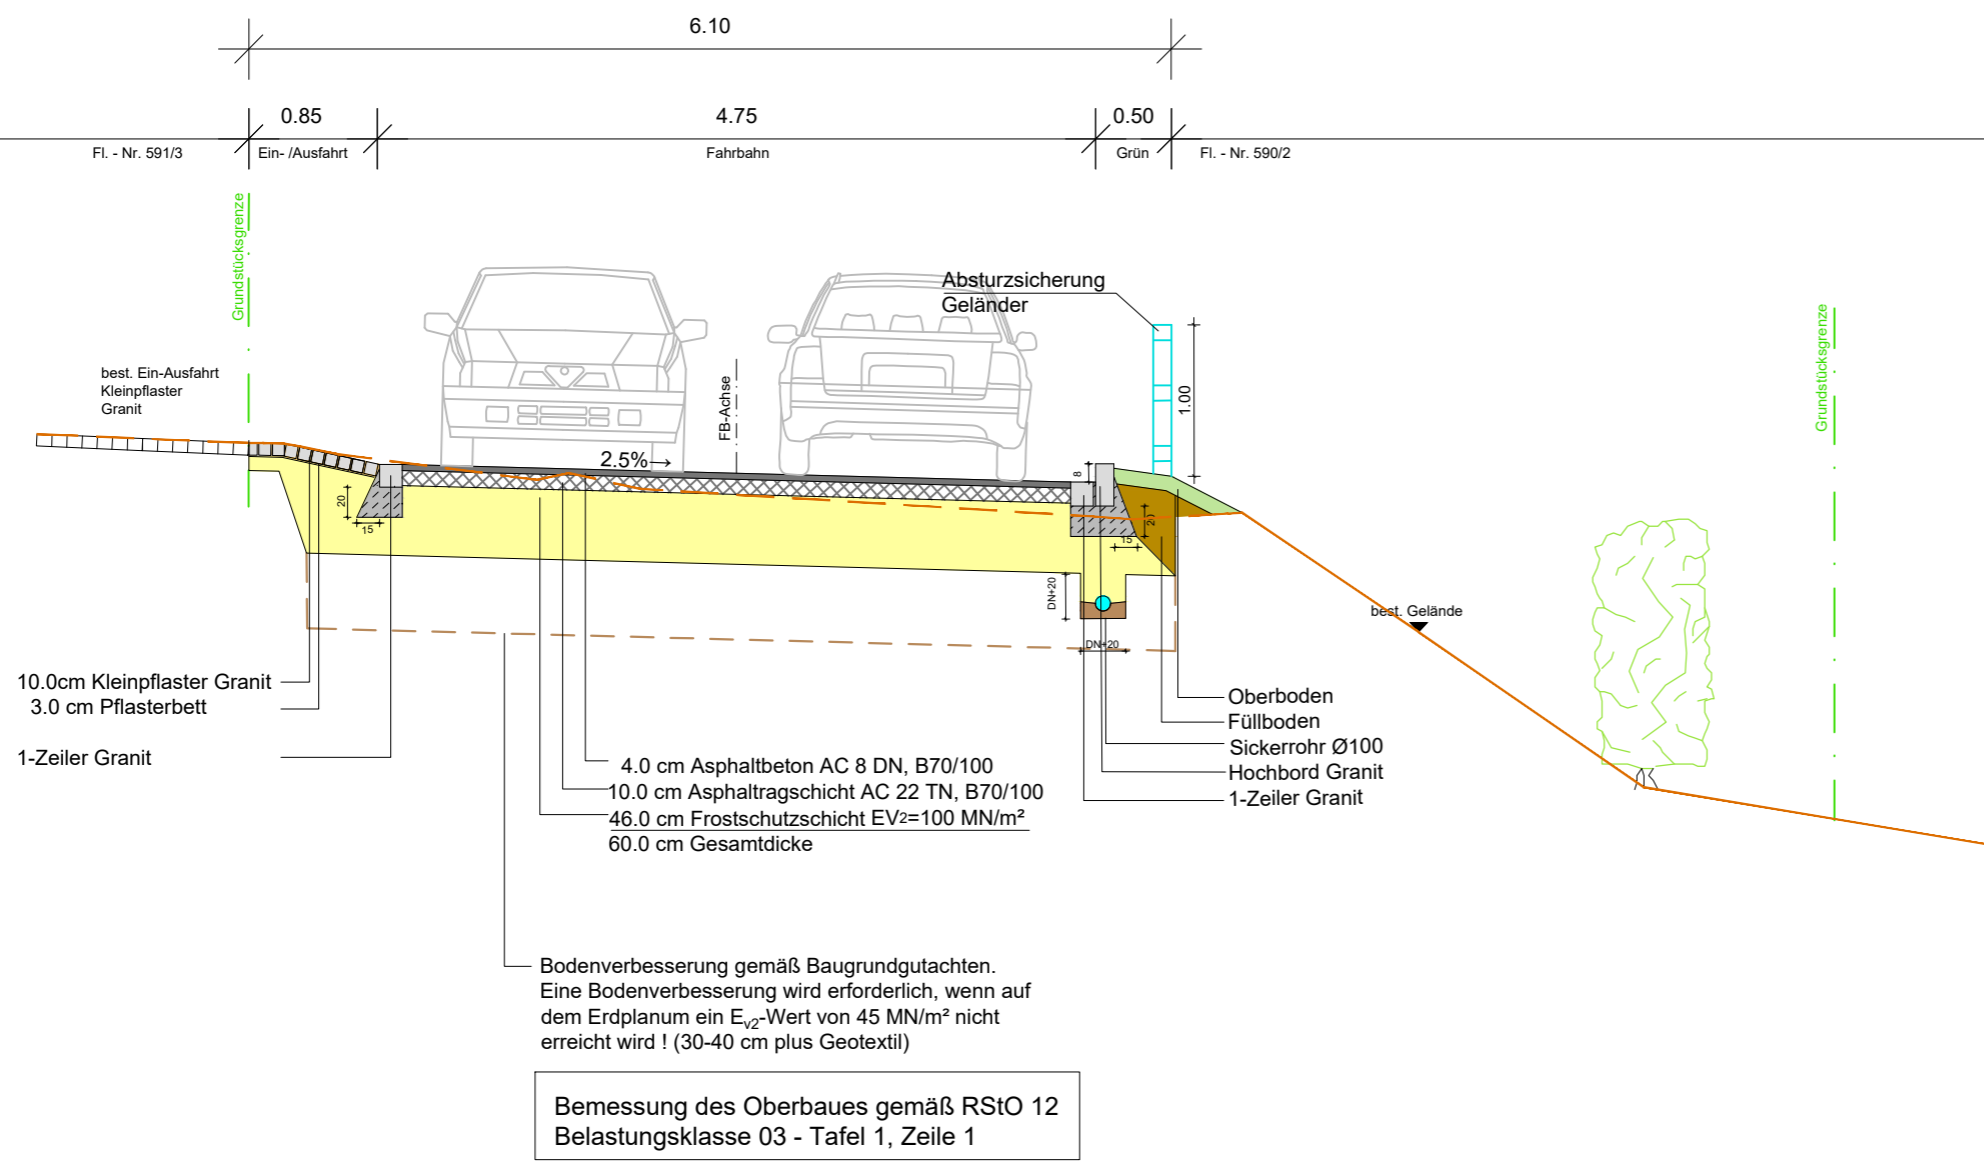 6.10
0.85
4.75
0.50
Fl. - Nr. 591/3
Ein- /Ausfahrt
Fahrbahn
Grün
Fl. - Nr. 590/2
Grundstücksgrenze
Absturzsicherung
Geländer
Grundstücksgrenze
best. Ein-Ausfahrt
Kleinpflaster
Granit
FB-Achse
1.00
2.5%→
8
20
15
20
15
DN+20
DN+20
best. Gelände
10.0cm Kleinpflaster Granit
3.0 cm Pflasterbett
1-Zeiler Granit
Oberboden
Füllboden
Sickerrohr Ø100
Hochbord Granit
1-Zeiler Granit
4.0 cm Asphaltbeton AC 8 DN, B70/100
10.0 cm Asphaltragschicht AC 22 TN, B70/100
46.0 cm Frostschutzschicht EV2=100 MN/m²
60.0 cm Gesamtdicke
Bodenverbesserung gemäß Baugrundgutachten.
Eine Bodenverbesserung wird erforderlich, wenn auf
dem Erdplanum ein Ev2-Wert von 45 MN/m² nicht
erreicht wird ! (30-40 cm plus Geotextil)
Bemessung des Oberbaues gemäß RStO 12
Belastungsklasse 03 - Tafel 1, Zeile 1